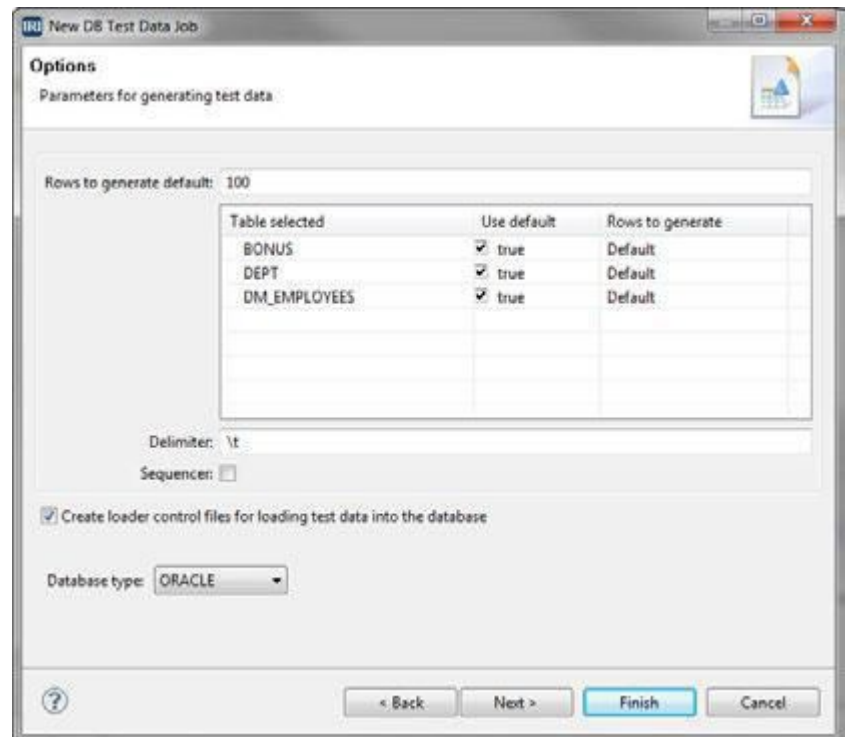 IRI New DB Test Data Job
Options
Parameters for generating test data
Rows to generate default: 100
Table selected Use default Rows to generate
BONUS true Default
DEPT true Default
DM_EMPLOYEES true Default
Delimiter: \t
Sequencer:
Create loader control files for loading test data into the database
Database type: ORACLE
? < Back Next > Finish Cancel